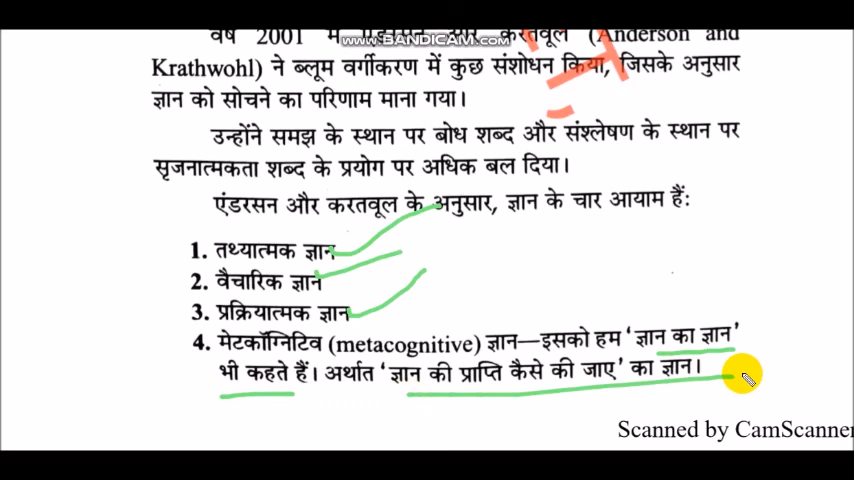 वर्ष 2001 में एंडरसन और करतवूल (Anderson and
www.BANDICAM.com
Krathwohl) ने ब्लूम वर्गीकरण में कुछ संशोधन किया, जिसके अनुसार
ज्ञान को सोचने का परिणाम माना गया।
उन्होंने समझ के स्थान पर बोध शब्द और संश्लेषण के स्थान पर
सृजनात्मकता शब्द के प्रयोग पर अधिक बल दिया।
एंडरसन और करतवूल के अनुसार, ज्ञान के चार आयाम हैं:
1. तथ्यात्मक ज्ञान
2. वैचारिक ज्ञान
3. प्रक्रियात्मक ज्ञान
4. मेटकॉग्निटिव (metacognitive) ज्ञान—इसको हम ‘ज्ञान का ज्ञान’
भी कहते हैं। अर्थात ‘ज्ञान की प्राप्ति कैसे की जाए’ का ज्ञान।
Scanned by CamScanner